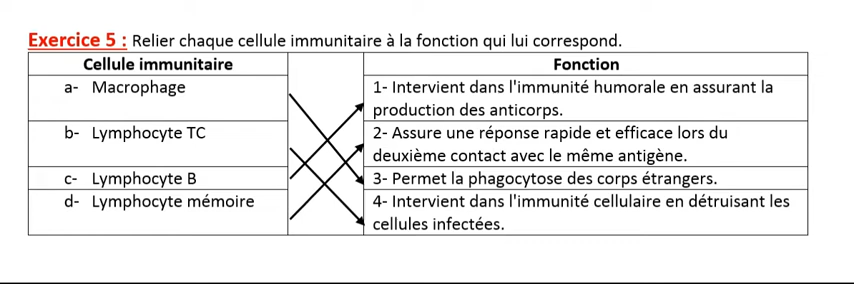 Exercice 5 : Relier chaque cellule immunitaire à la fonction qui lui correspond.
Cellule immunitaire Fonction
a- Macrophage 1- Intervient dans l'immunité humorale en assurant la
production des anticorps.
b- Lymphocyte TC 2- Assure une réponse rapide et efficace lors du
deuxième contact avec le même antigène.
c- Lymphocyte B 3- Permet la phagocytose des corps étrangers.
d- Lymphocyte mémoire 4- Intervient dans l'immunité cellulaire en détruisant les
cellules infectées.